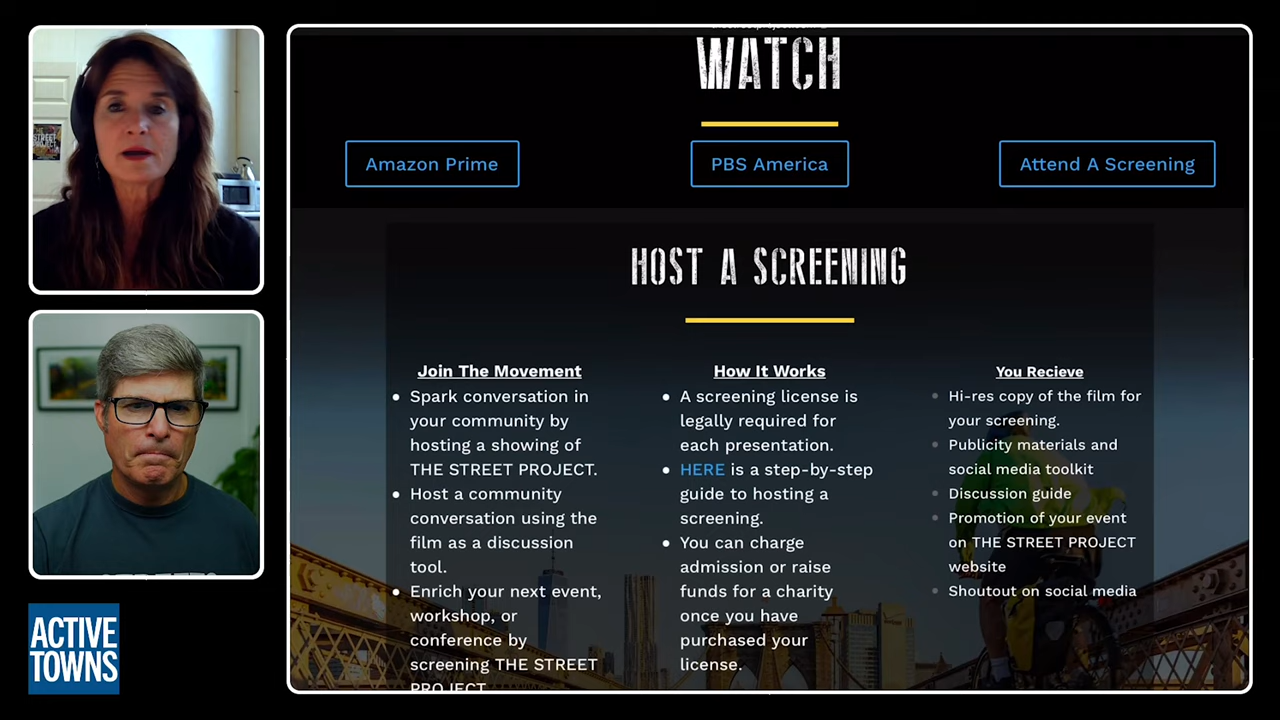 WATCH
Amazon Prime
PBS America
Attend A Screening
HOST A SCREENING
Join The Movement
Spark conversation in
your community by
hosting a showing of
THE STREET PROJECT.
Host a community
conversation using the
film as a discussion
tool.
Enrich your next event,
workshop, or
conference by
screening THE STREET
PROJECT
How It Works
A screening license is
legally required for
each presentation.
HERE is a step-by-step
guide to hosting a
screening.
You can charge
admission or raise
funds for a charity
once you have
purchased your
license.
You Recieve
Hi-res copy of the film for
your screening.
Publicity materials and
social media toolkit
Discussion guide
Promotion of your event
on THE STREET PROJECT
website
Shoutout on social media
THE
STREET
PROJECT
ACTIVE
TOWNS